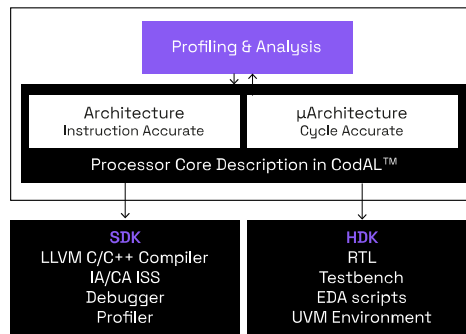 Profiling & Analysis
Architecture
Instruction Accurate
µArchitecture
Cycle Accurate
Processor Core Description in CodAL™
SDK
LLVM C/C++ Compiler
IA/CA ISS
Debugger
Profiler
HDK
RTL
Testbench
EDA scripts
UVM Environment